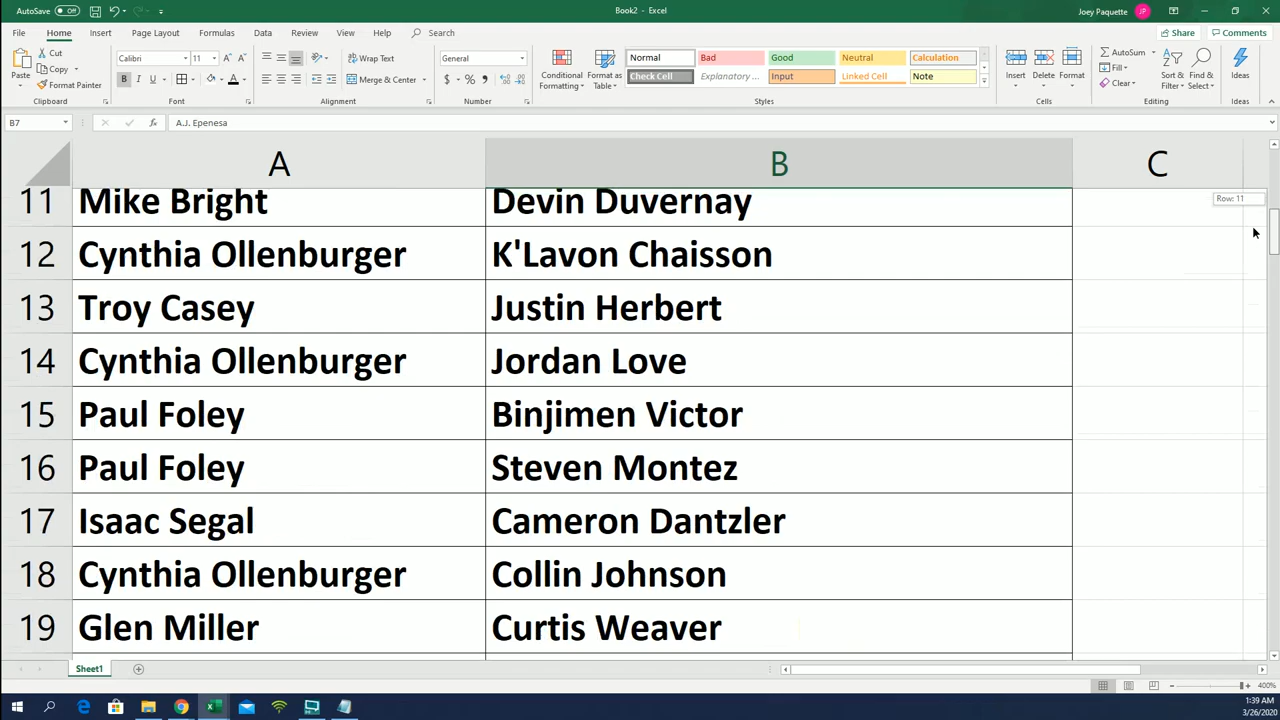 AutoSave Off
Book2 - Excel
Joey Paquette
JP
File Home Insert Page Layout Formulas Data Review View Help Search
Share Comments
Paste
Cut
Copy
Format Painter
Clipboard
Calibri 11
B I U
Font
Wrap Text
Merge & Center
Alignment
General
$ % ,
Number
Conditional Formatting
Format as Table
Normal Bad Good Neutral Calculation
Check Cell Explanatory ... Input Linked Cell Note
Styles
Insert Delete Format
Cells
AutoSum
Fill
Clear
Sort & Filter
Find & Select
Editing
Ideas
Ideas
B7 fx A.J. Epenesa
A B C
11 Mike Bright Devin Duvernay
Row: 11
12 Cynthia Ollenburger K'Lavon Chaisson
13 Troy Casey Justin Herbert
14 Cynthia Ollenburger Jordan Love
15 Paul Foley Binjimen Victor
16 Paul Foley Steven Montez
17 Isaac Segal Cameron Dantzler
18 Cynthia Ollenburger Collin Johnson
19 Glen Miller Curtis Weaver
Sheet1
400%
1:39 AM
3/26/2020